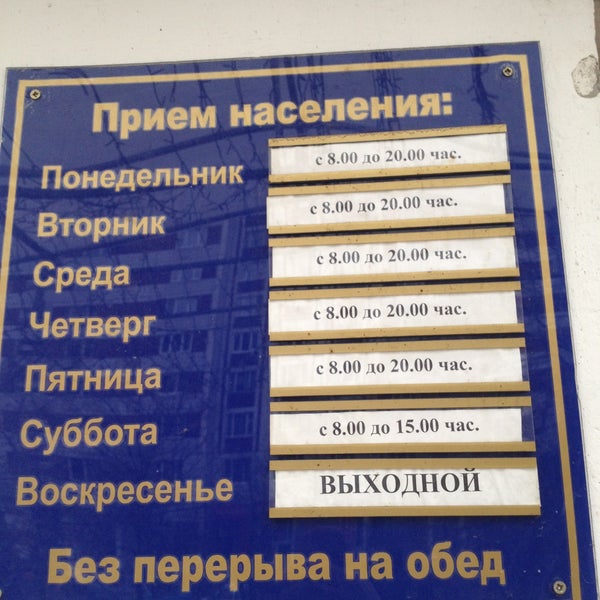 Прием населения:
Понедельник с 8.00 до 20.00 час.
Вторник с 8.00 до 20.00 час.
Среда с 8.00 до 20.00 час.
Четверг с 8.00 до 20.00 час.
Пятница с 8.00 до 20.00 час.
Суббота с 8.00 до 15.00 час.
Воскресенье ВЫХОДНОЙ
Без перерыва на обед